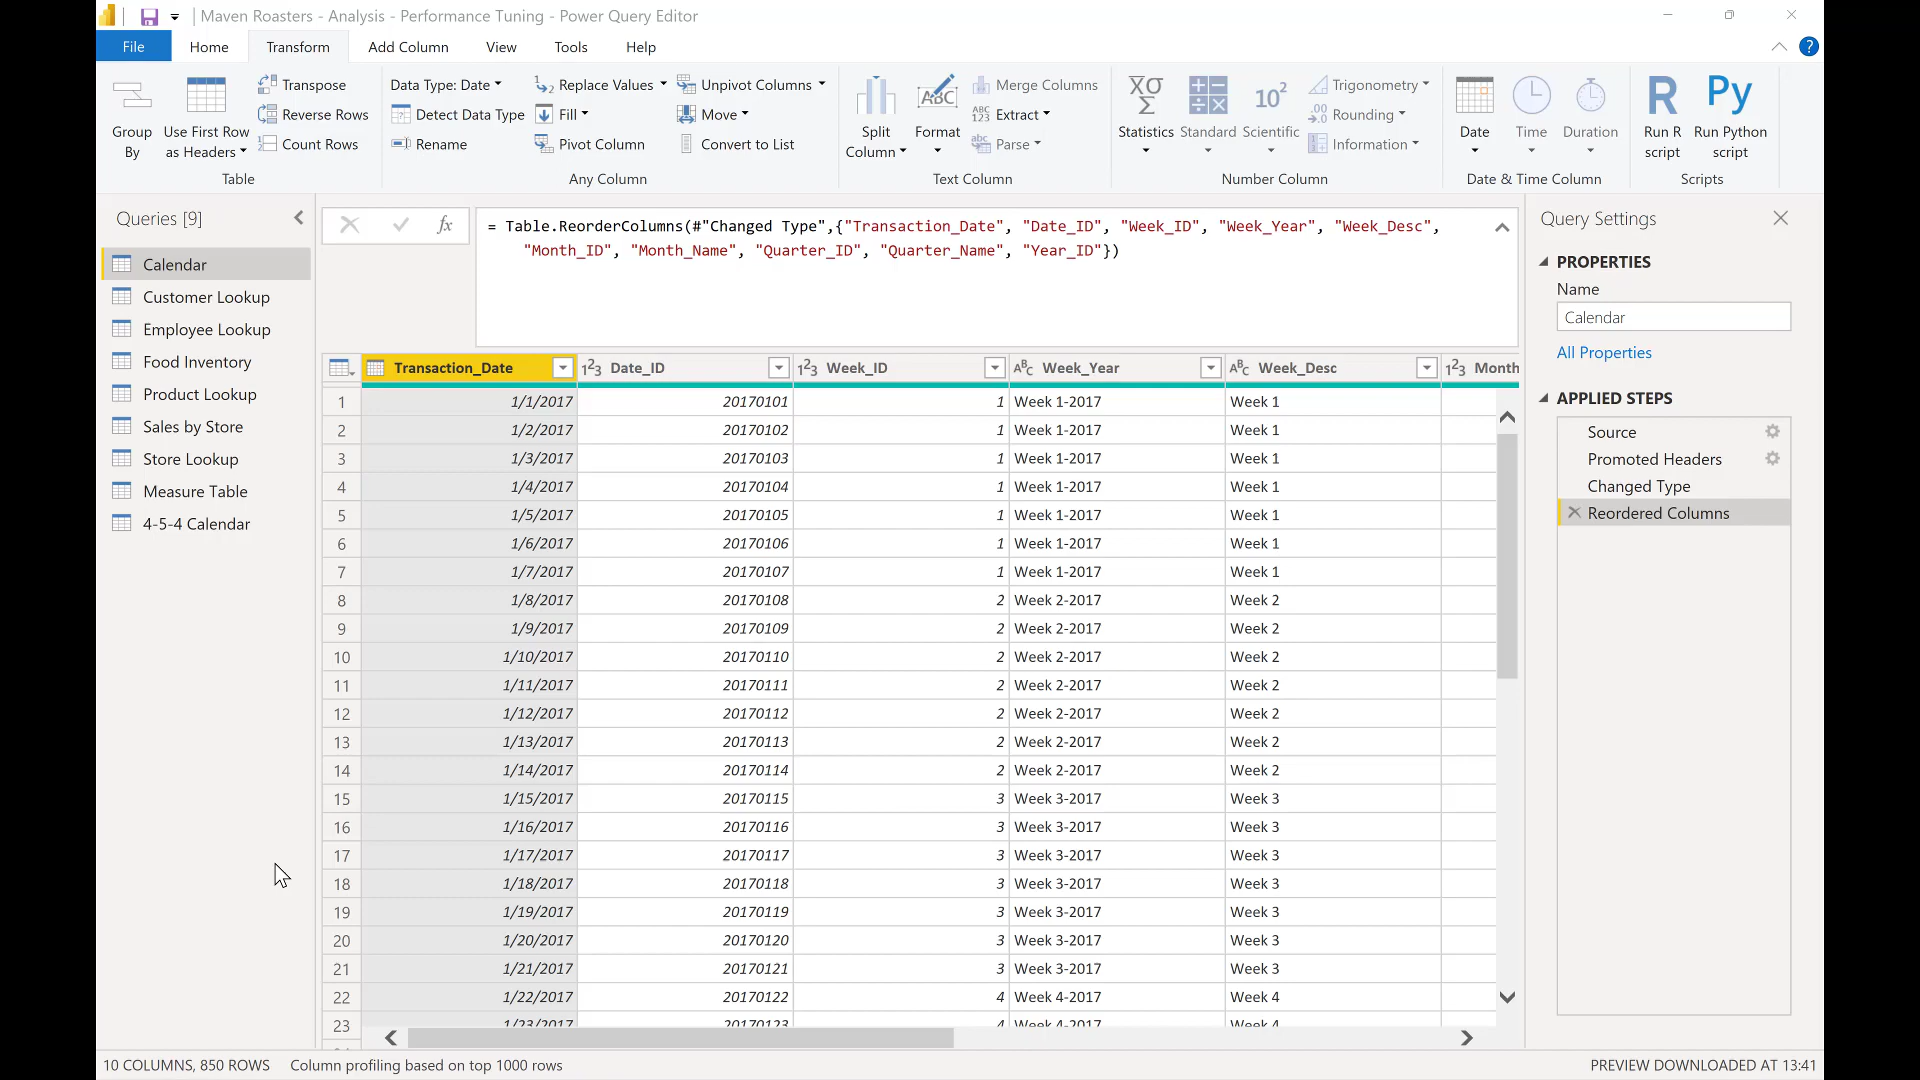 Maven Roasters - Analysis - Performance Tuning - Power Query Editor
File Home Transform Add Column View Tools Help
Group By
Use First Row as Headers
Transpose
Reverse Rows
Count Rows
Table
Data Type: Date
Detect Data Type
Rename
Replace Values
Fill
Pivot Column
Unpivot Columns
Move
Convert to List
Any Column
Split Column
Format
Merge Columns
Extract
Parse
Text Column
Statistics
Standard
Scientific
Trigonometry
Rounding
Information
Number Column
Date
Time
Duration
Date & Time Column
Run R script
Run Python script
Scripts
Queries [9]
Calendar
Customer Lookup
Employee Lookup
Food Inventory
Product Lookup
Sales by Store
Store Lookup
Measure Table
4-5-4 Calendar
= Table.ReorderColumns(#"Changed Type",{"Transaction_Date", "Date_ID", "Week_ID", "Week_Year", "Week_Desc",
"Month_ID", "Month_Name", "Quarter_ID", "Quarter_Name", "Year_ID"})
Transaction_Date Date_ID Week_ID Week_Year Week_Desc Month
1 1/1/2017 20170101 1 Week 1-2017 Week 1
2 1/2/2017 20170102 1 Week 1-2017 Week 1
3 1/3/2017 20170103 1 Week 1-2017 Week 1
4 1/4/2017 20170104 1 Week 1-2017 Week 1
5 1/5/2017 20170105 1 Week 1-2017 Week 1
6 1/6/2017 20170106 1 Week 1-2017 Week 1
7 1/7/2017 20170107 1 Week 1-2017 Week 1
8 1/8/2017 20170108 2 Week 2-2017 Week 2
9 1/9/2017 20170109 2 Week 2-2017 Week 2
10 1/10/2017 20170110 2 Week 2-2017 Week 2
11 1/11/2017 20170111 2 Week 2-2017 Week 2
12 1/12/2017 20170112 2 Week 2-2017 Week 2
13 1/13/2017 20170113 2 Week 2-2017 Week 2
14 1/14/2017 20170114 2 Week 2-2017 Week 2
15 1/15/2017 20170115 3 Week 3-2017 Week 3
16 1/16/2017 20170116 3 Week 3-2017 Week 3
17 1/17/2017 20170117 3 Week 3-2017 Week 3
18 1/18/2017 20170118 3 Week 3-2017 Week 3
19 1/19/2017 20170119 3 Week 3-2017 Week 3
20 1/20/2017 20170120 3 Week 3-2017 Week 3
21 1/21/2017 20170121 3 Week 3-2017 Week 3
22 1/22/2017 20170122 4 Week 4-2017 Week 4
23 1/23/2017 20170123 4 Week 4-2017 Week 4
Query Settings
PROPERTIES
Name
Calendar
All Properties
APPLIED STEPS
Source
Promoted Headers
Changed Type
Reordered Columns
10 COLUMNS, 850 ROWS Column profiling based on top 1000 rows
PREVIEW DOWNLOADED AT 13:41